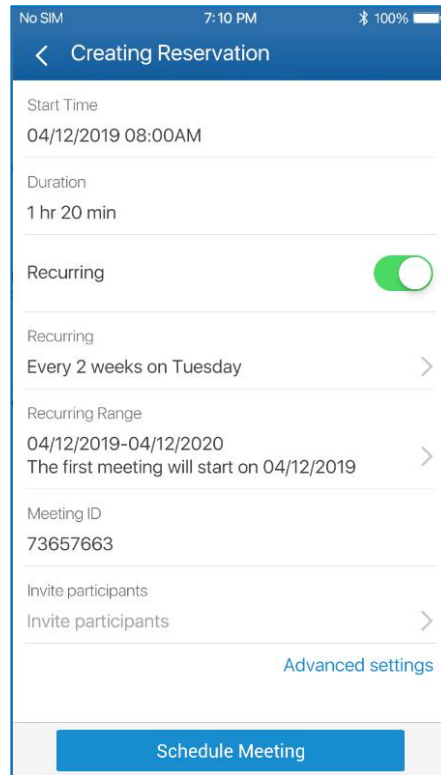 No SIM 7:10 PM 100%
Creating Reservation
Start Time
04/12/2019 08:00AM
Duration
1 hr 20 min
Recurring
Recurring
Every 2 weeks on Tuesday
Recurring Range
04/12/2019-04/12/2020
The first meeting will start on 04/12/2019
Meeting ID
73657663
Invite participants
Invite participants
Advanced settings
Schedule Meeting